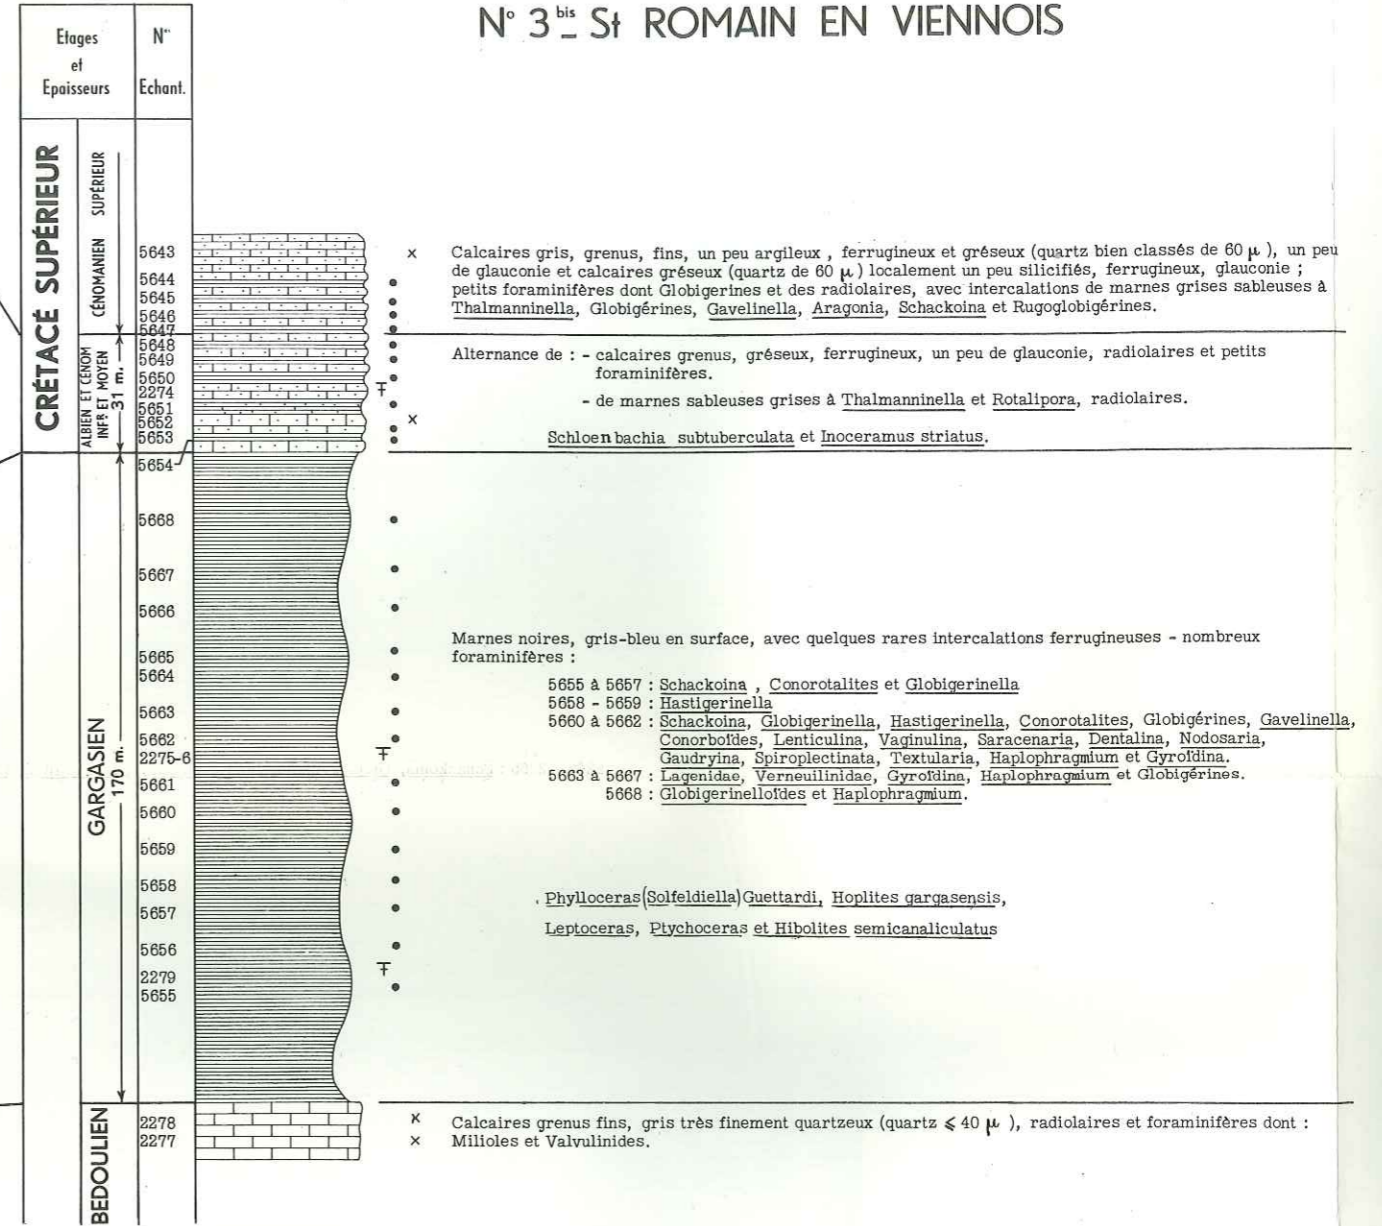 N° 3 bis - St ROMAIN EN VIENNOIS
Etages
et
Epaisseurs
N°
Echant.
CRÉTACÉ SUPÉRIEUR
CÉNOMANIEN SUPÉRIEUR
5643
5644
5645
5646
5647
Calcaires gris, grenus, fins, un peu argileux , ferrugineux et gréseux (quartz bien classés de 60 µ ), un peu
de glauconie et calcaires gréseux (quartz de 60 µ ) localement un peu silicifiés, ferrugineux, glauconie ;
petits foraminifères dont Globigerines et des radiolaires, avec intercalations de marnes grises sableuses à
Thalmanninella, Globigérines, Gavelinella, Aragonia, Schackoina et Rugoglobigérines.
ALBIEN ET CÉNOM
INFR ET MOYEN
31 m.
5648
5649
5650
2274
5651
5652
5653
Alternance de : - calcaires grenus, gréseux, ferrugineux, un peu de glauconie, radiolaires et petits
foraminifères.
- de marnes sableuses grises à Thalmanninella et Rotalipora, radiolaires.
Schloenbachia subtuberculata et Inoceramus striatus.
GARGASIEN
170 m.
5654
5668
5667
5666
5665
5664
5663
5662
2275-6
5661
5660
5659
5658
5657
5656
2279
5655
Marnes noires, gris-bleu en surface, avec quelques rares intercalations ferrugineuses - nombreux
foraminifères :
5655 à 5657 : Schackoina , Conorotalites et Globigerinella
5658 - 5659 : Hastigerinella
5660 à 5662 : Schackoina, Globigerinella, Hastigerinella, Conorotalites, Globigérines, Gavelinella,
Conorboïdes, Lenticulina, Vaginulina, Saracenaria, Dentalina, Nodosaria,
Gaudryina, Spiroplectinata, Textularia, Haplophragmium et Gyroïdina.
5663 à 5667 : Lagenidae, Verneuilinidae, Gyroïdina, Haplophragmium et Globigérines.
5668 : Globigerinelloïdes et Haplophragmium.
Phylloceras(Solfeldiella)Guettardi, Hoplites gargasensis,
Leptoceras, Ptychoceras et Hibolites semicanaliculatus
BEDOULIEN
2278
2277
Calcaires grenus fins, gris très finement quartzeux (quartz ⩽ 40 µ ), radiolaires et foraminifères dont :
Milioles et Valvulinides.